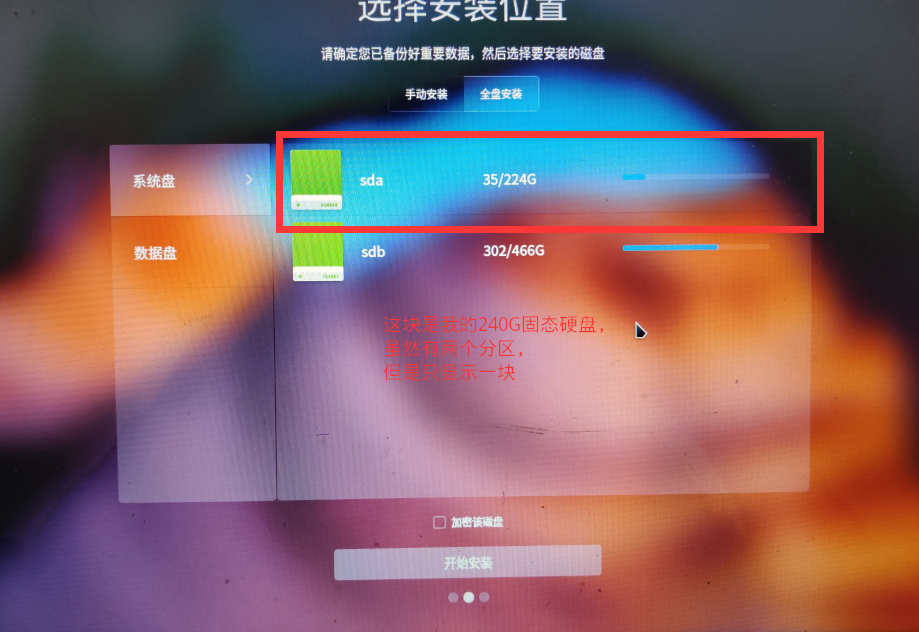 选择安装位置
请确定您已备份好重要数据，然后选择要安装的磁盘
手动安装
全盘安装
系统盘
sda
35/224G
数据盘
sdb
302/466G
这块是我的240G固态硬盘，
虽然有两个分区，
但是只显示一块
加密该磁盘
开始安装